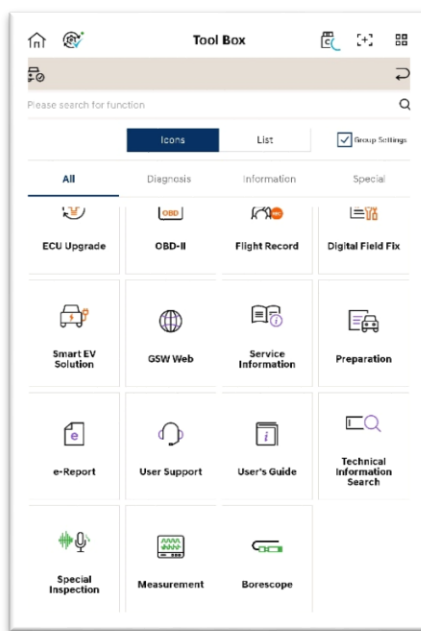 Tool Box
Please search for function
Icons
List
Group Settings
All
Diagnosis
Information
Special
OBD
ECU Upgrade
OBD-II
Flight Record
Digital Field Fix
Smart EV
Solution
GSW Web
Service
Information
Preparation
e
e-Report
User Support
i
User's Guide
Technical
Information
Search
Special
Inspection
Measurement
Borescope